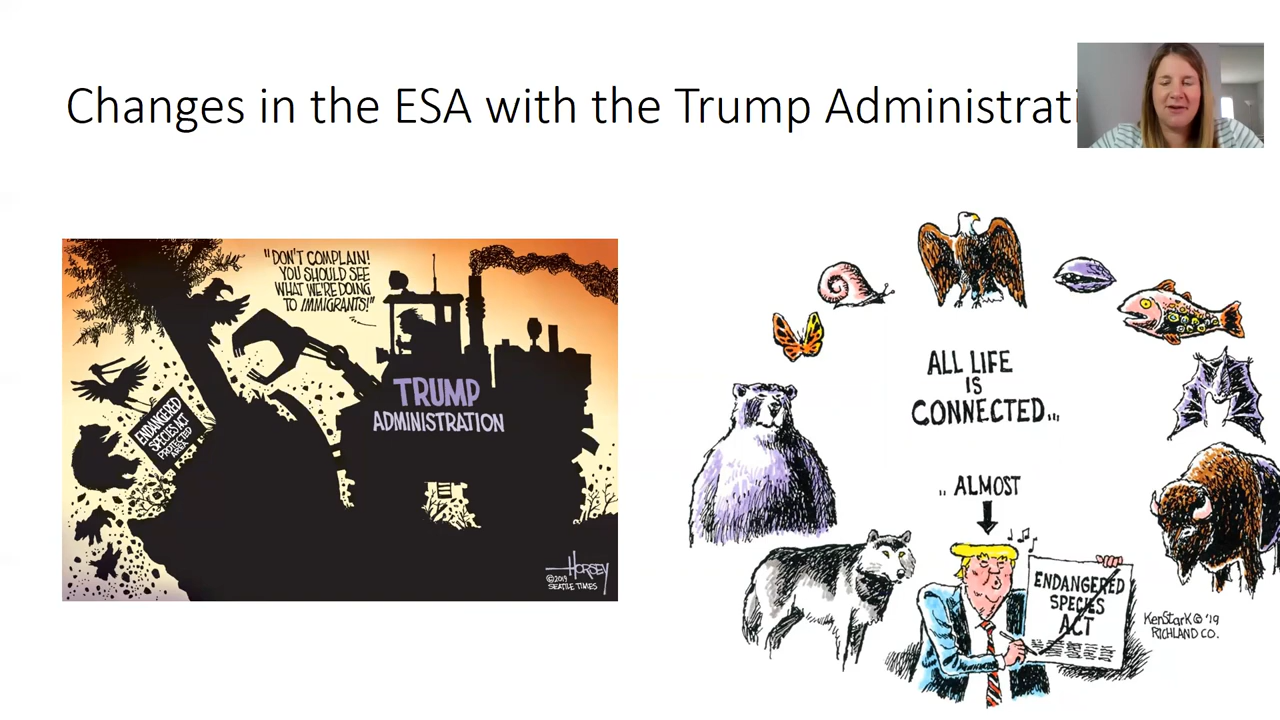 Changes in the ESA with the Trump Administrati
"DON'T COMPLAIN!
YOU SHOULD SEE
WHAT WE'RE DOING
TO IMMIGRANTS!"
TRUMP
ADMINISTRATION
ENDANGERED
SPECIES ACT
PROTECTED
AREA
HORSEY
©2019
SEATTLE TIMES
ALL LIFE
IS
CONNECTED...
.. ALMOST
ENDANGERED
SPECIES
ACT
KenStark © '19
RICHLAND CO.